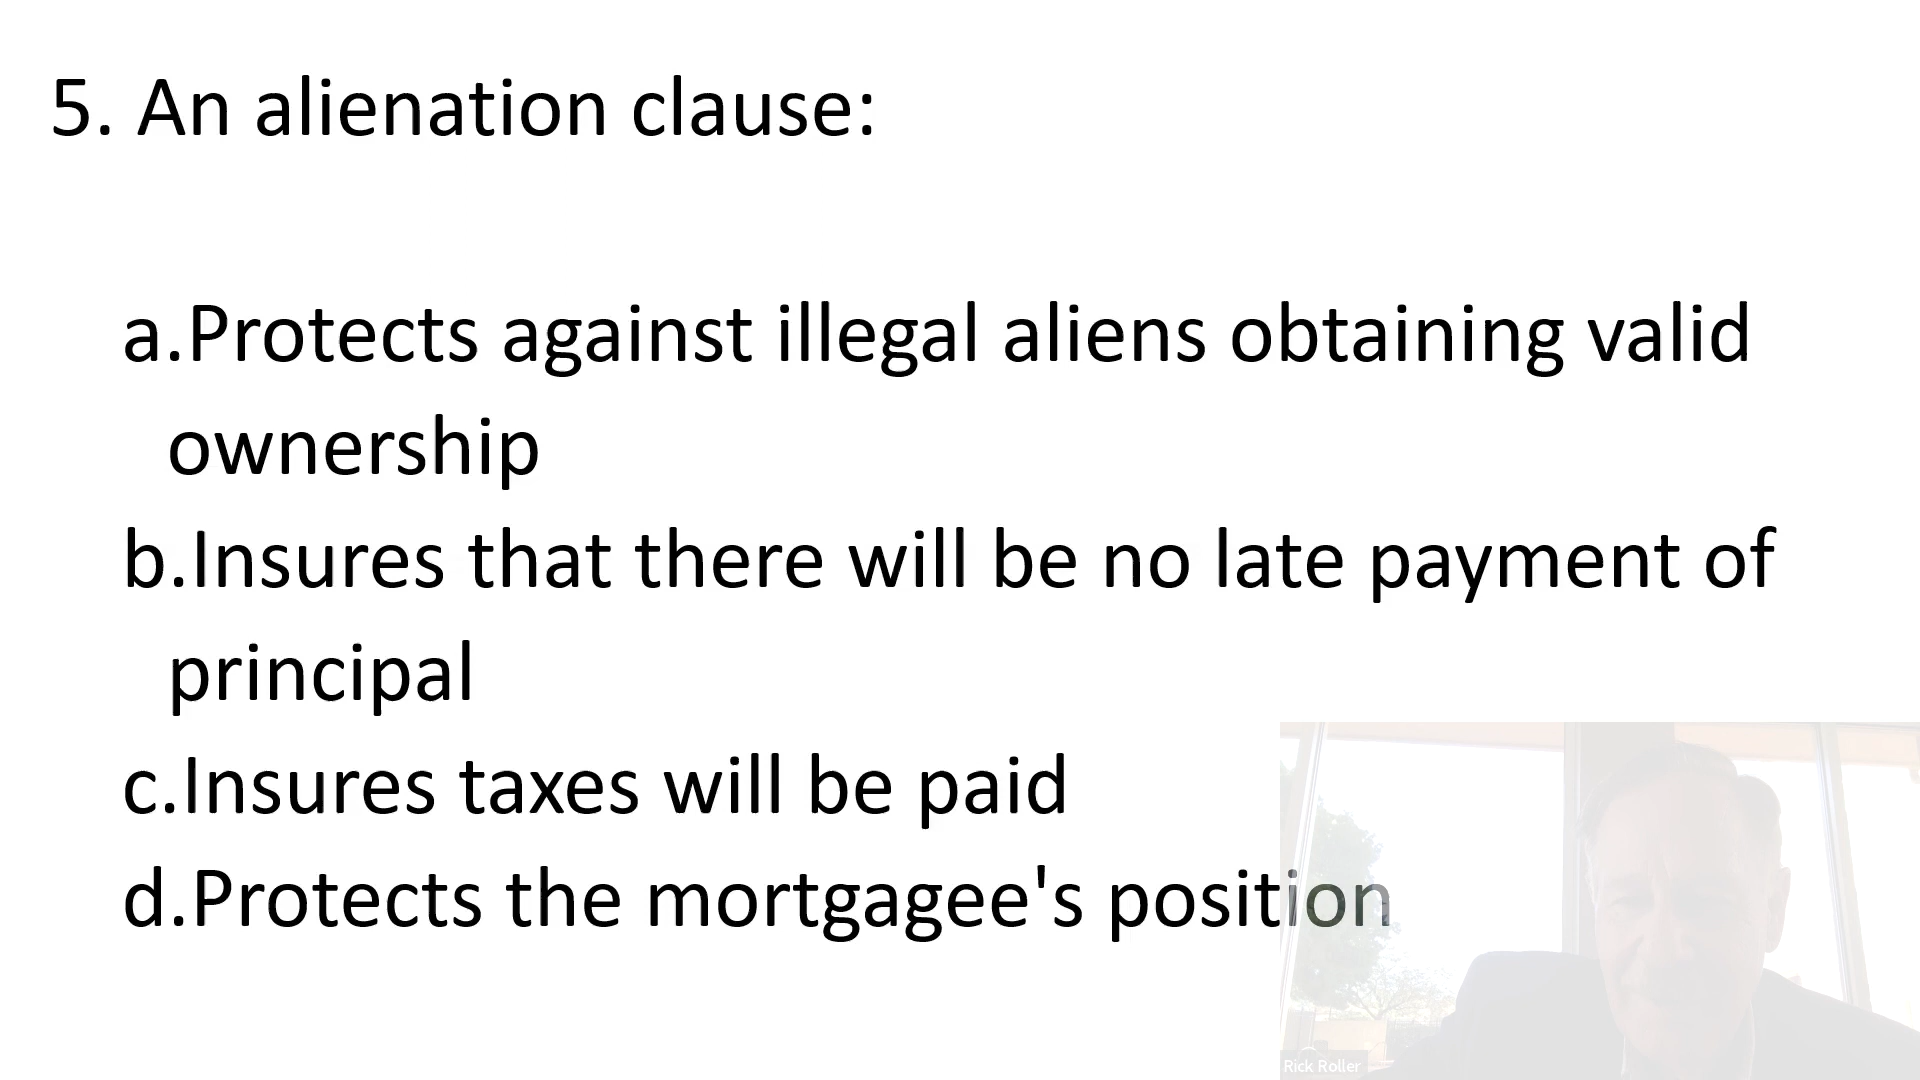 5. An alienation clause:
a.Protects against illegal aliens obtaining valid
ownership
b.Insures that there will be no late payment of
principal
c.Insures taxes will be paid
d.Protects the mortgagee's position
Rick Roller